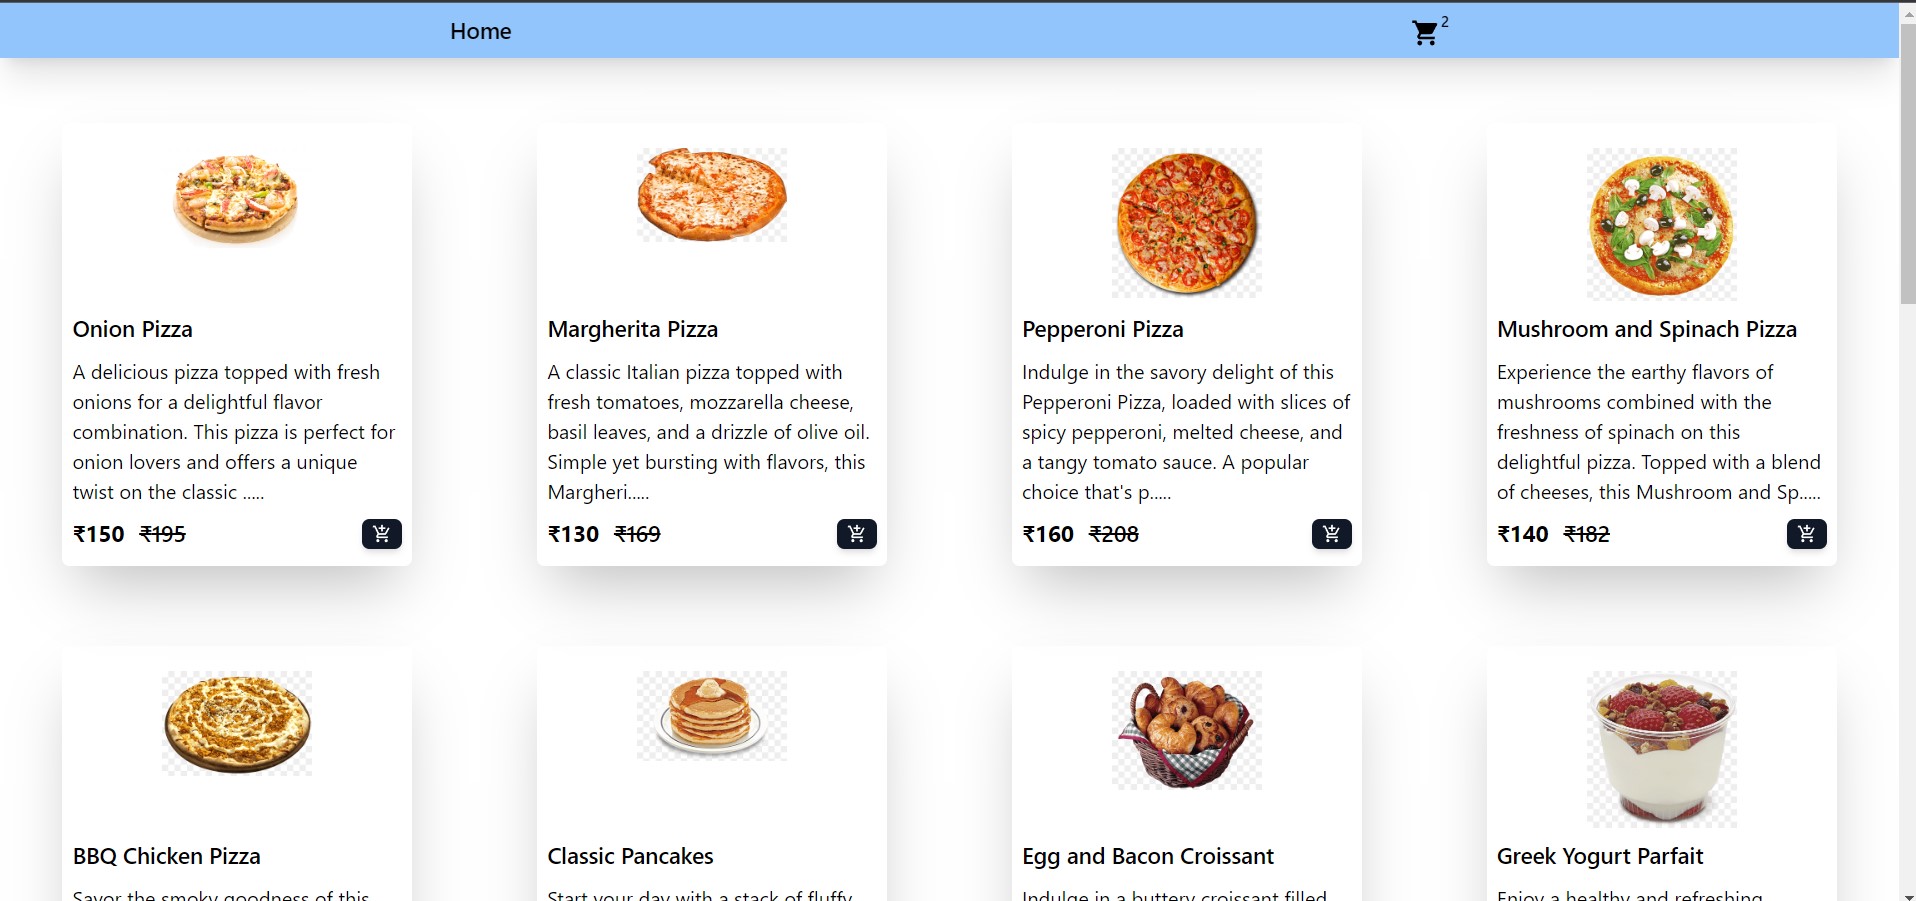 Home
2
Onion Pizza
A delicious pizza topped with fresh
onions for a delightful flavor
combination. This pizza is perfect for
onion lovers and offers a unique
twist on the classic .....
₹150 ₹195
Margherita Pizza
A classic Italian pizza topped with
fresh tomatoes, mozzarella cheese,
basil leaves, and a drizzle of olive oil.
Simple yet bursting with flavors, this
Margheri.....
₹130 ₹169
Pepperoni Pizza
Indulge in the savory delight of this
Pepperoni Pizza, loaded with slices of
spicy pepperoni, melted cheese, and
a tangy tomato sauce. A popular
choice that's p.....
₹160 ₹208
Mushroom and Spinach Pizza
Experience the earthy flavors of
mushrooms combined with the
freshness of spinach on this
delightful pizza. Topped with a blend
of cheeses, this Mushroom and Sp.....
₹140 ₹182
BBQ Chicken Pizza
Savor the smoky goodness of this
Classic Pancakes
Start your day with a stack of fluffy
Egg and Bacon Croissant
Indulge in a buttery croissant filled
Greek Yogurt Parfait
Enjoy a healthy and refreshing